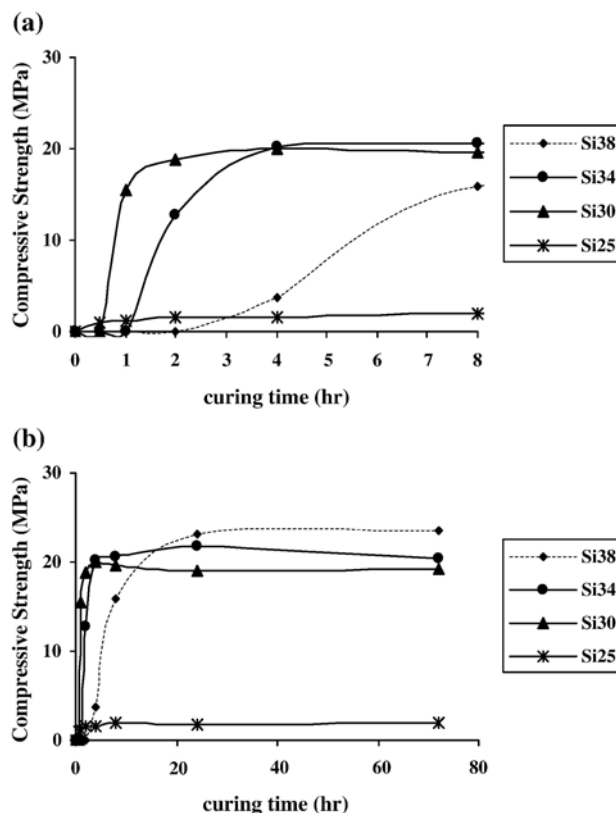 (a)
Compressive Strength (MPa)
30
20
10
0
0 1 2 3 4 5 6 7 8
curing time (hr)
Si38
Si34
Si30
Si25
(b)
Compressive Strength (MPa)
30
20
10
0
0 20 40 60 80
curing time (hr)
Si38
Si34
Si30
Si25